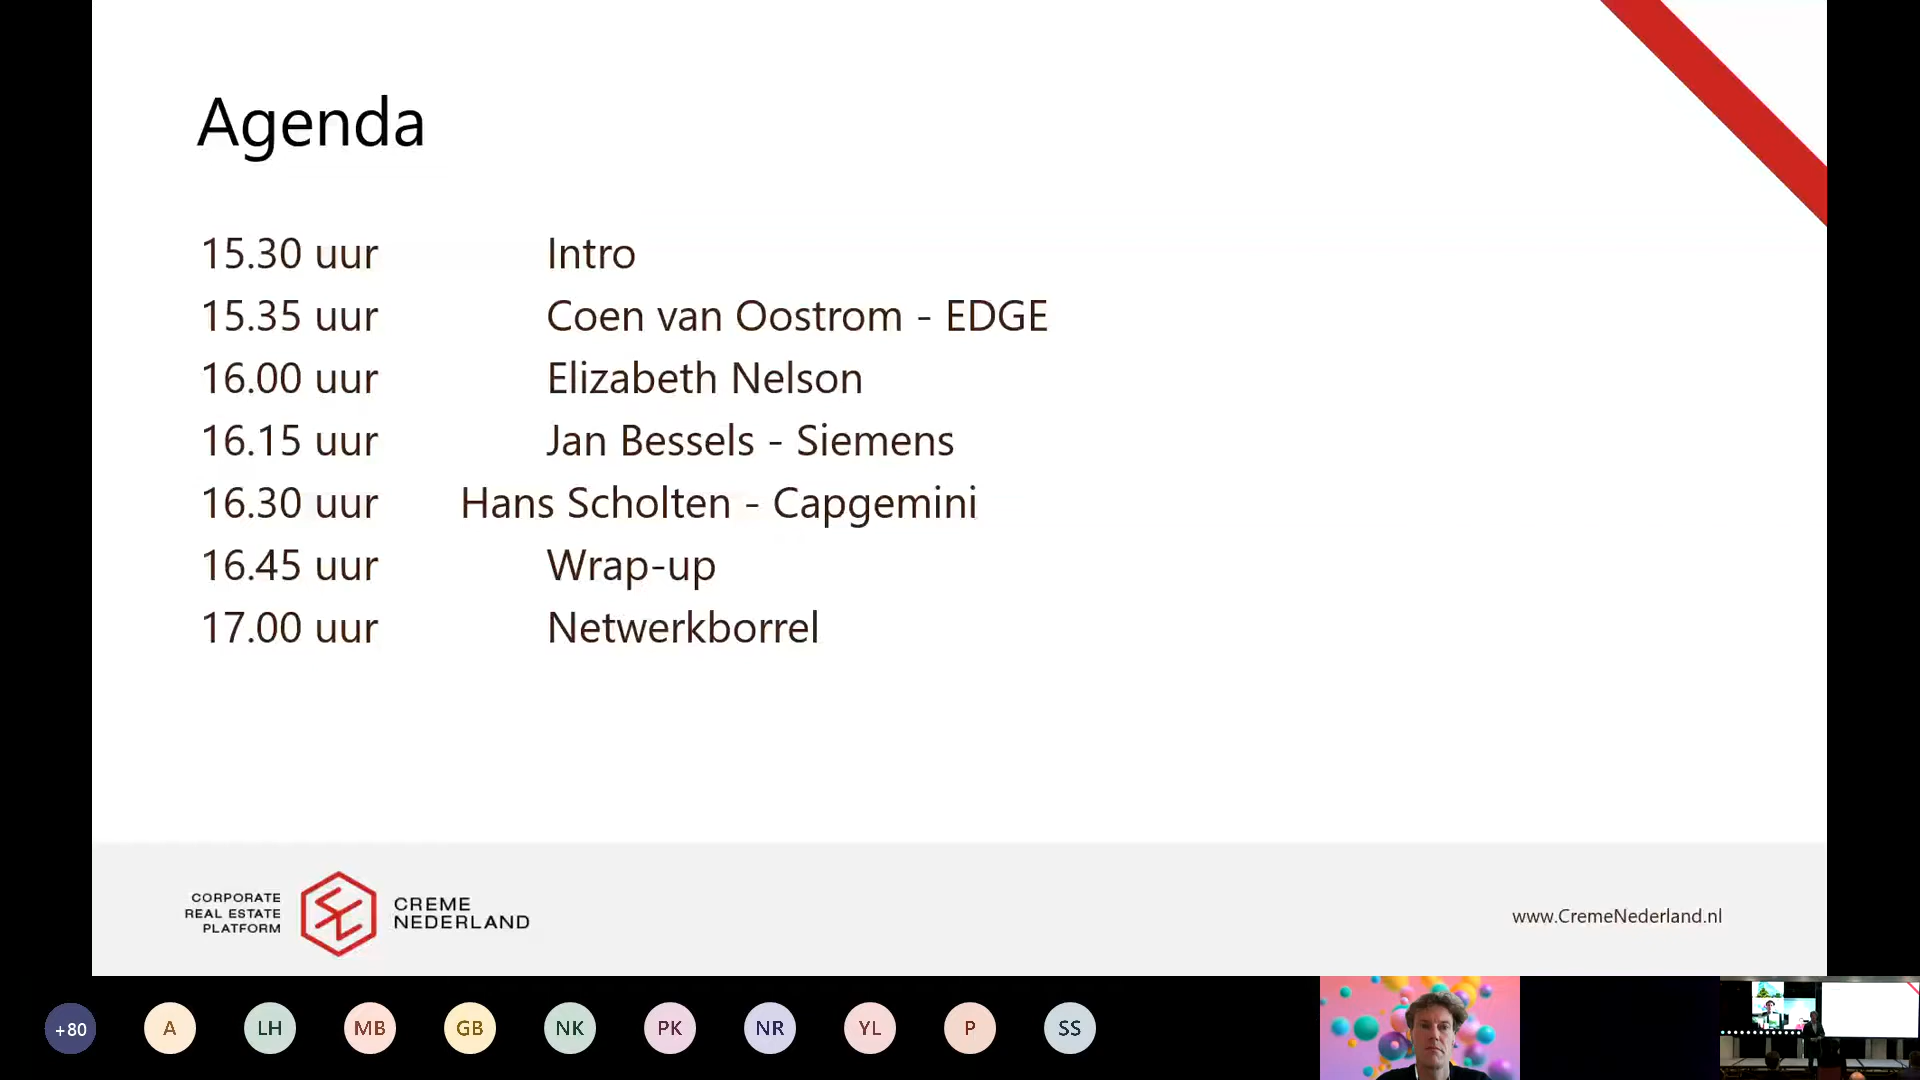 Agenda
15.30 uur Intro
15.35 uur Coen van Oostrom - EDGE
16.00 uur Elizabeth Nelson
16.15 uur Jan Bessels - Siemens
16.30 uur Hans Scholten - Capgemini
16.45 uur Wrap-up
17.00 uur Netwerkborrel
CORPORATE
REAL ESTATE
PLATFORM
CREME
NEDERLAND
www.CremeNederland.nl
+80 A LH MB GB NK PK NR YL P SS